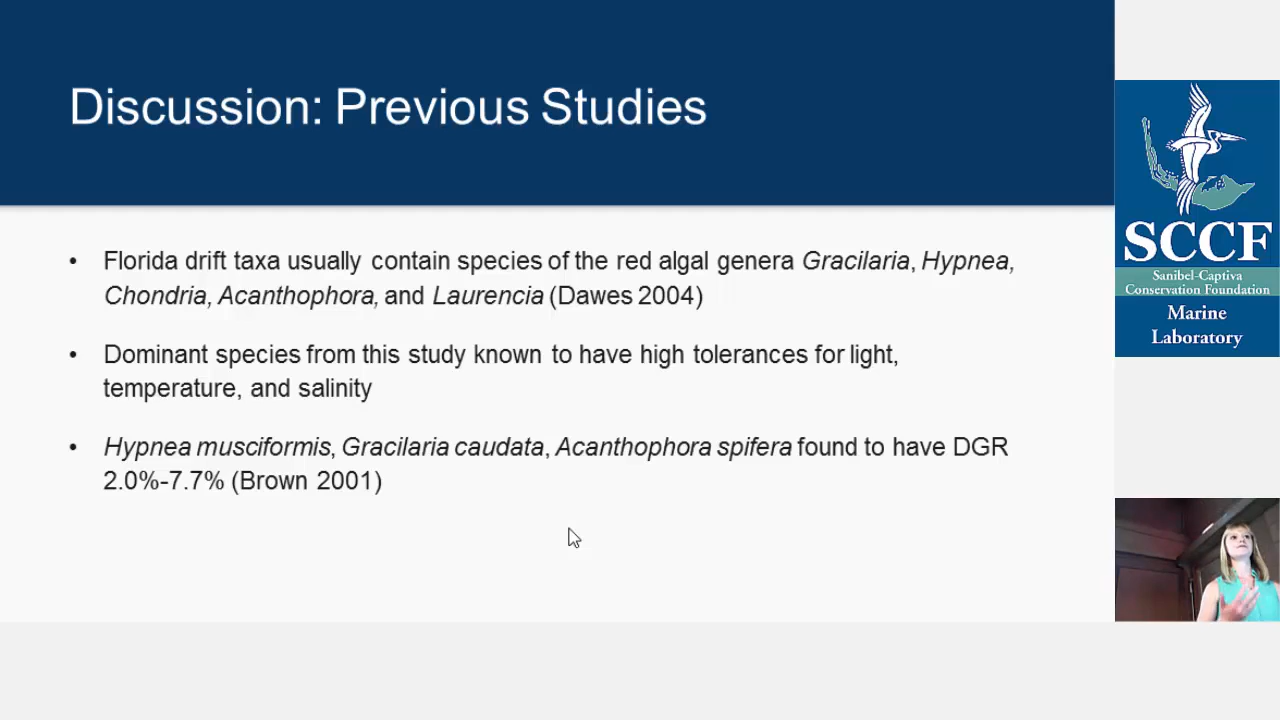 Discussion: Previous Studies
• Florida drift taxa usually contain species of the red algal genera Gracilaria, Hypnea,
Chondria, Acanthophora, and Laurencia (Dawes 2004)
• Dominant species from this study known to have high tolerances for light,
temperature, and salinity
• Hypnea musciformis, Gracilaria caudata, Acanthophora spifera found to have DGR
2.0%-7.7% (Brown 2001)
SCCF
Sanibel-Captiva
Conservation Foundation
Marine
Laboratory